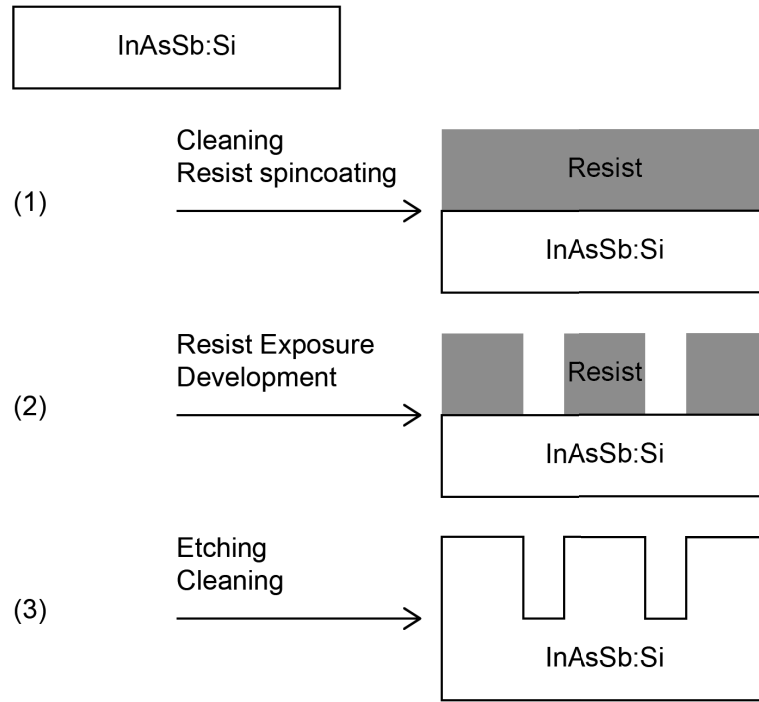 InAsSb:Si
Cleaning
Resist spincoating
(1)
Resist
InAsSb:Si
Resist Exposure
Development
(2)
Resist
InAsSb:Si
Etching
Cleaning
(3)
InAsSb:Si